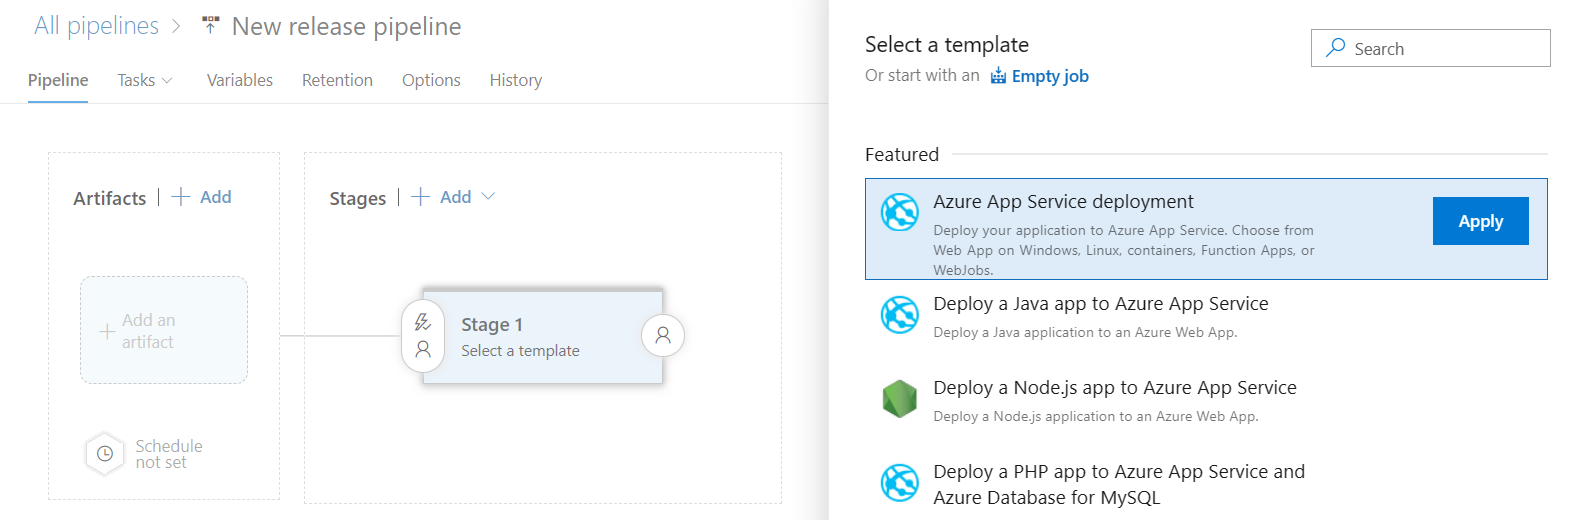 All pipelines > New release pipeline
Pipeline Tasks Variables Retention Options History
Artifacts | + Add
Stages | + Add
+ Add an
artifact
Schedule
not set
Stage 1
Select a template
Select a template
Search
Or start with an Empty job
Featured
Azure App Service deployment
Deploy your application to Azure App Service. Choose from
Web App on Windows, Linux, containers, Function Apps, or
WebJobs.
Apply
Deploy a Java app to Azure App Service
Deploy a Java application to an Azure Web App.
Deploy a Node.js app to Azure App Service
Deploy a Node.js application to an Azure Web App.
Deploy a PHP app to Azure App Service and
Azure Database for MySQL